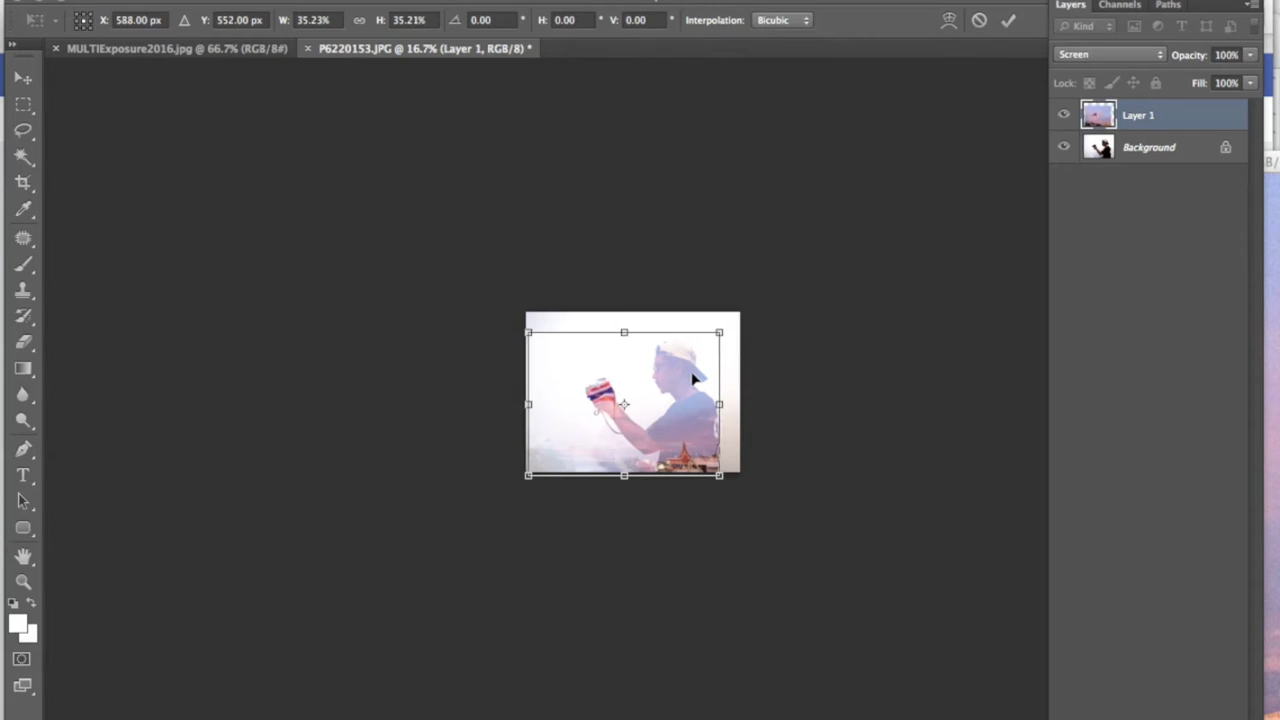 X: 588.00 px Y: 552.00 px W: 35.23% H: 35.21% 0.00 ° H: 0.00 ° V: 0.00 ° Interpolation: Bicubic
× MULTIExposure2016.jpg @ 66.7% (RGB/8#) × P6220153.JPG @ 16.7% (Layer 1, RGB/8) *
Layers Channels Paths
Kind
Screen Opacity: 100%
Lock: Fill: 100%
Layer 1
Background
T
B/